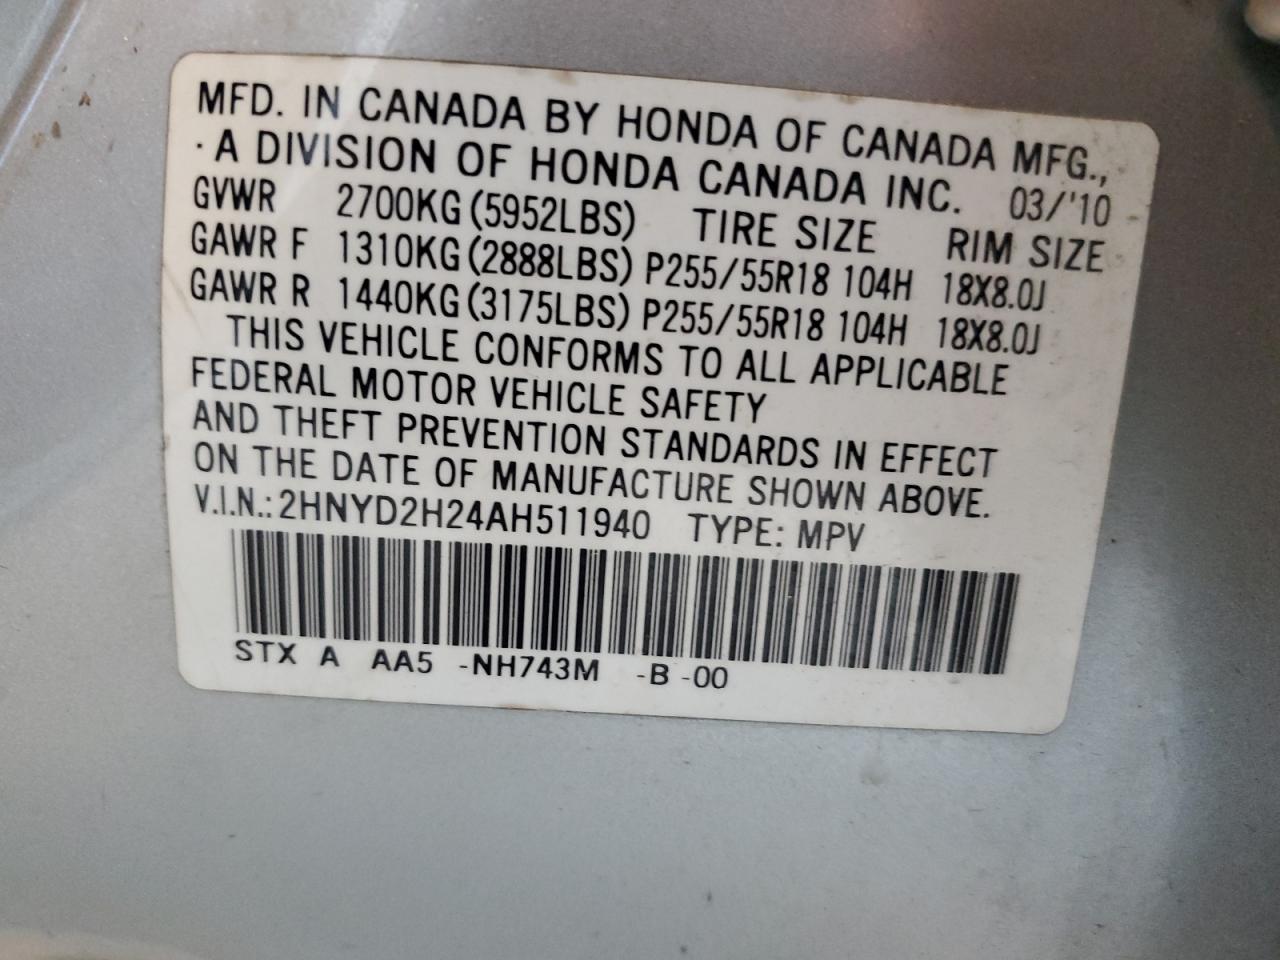 MFD. IN CANADA BY HONDA OF CANADA MFG.,
· A DIVISION OF HONDA CANADA INC. 03/'10
GVWR 2700KG (5952LBS) TIRE SIZE RIM SIZE
GAWR F 1310KG (2888LBS) P255/55R18 104H 18X8.0J
GAWR R 1440KG (3175LBS) P255/55R18 104H 18X8.0J
THIS VEHICLE CONFORMS TO ALL APPLICABLE
FEDERAL MOTOR VEHICLE SAFETY
AND THEFT PREVENTION STANDARDS IN EFFECT
ON THE DATE OF MANUFACTURE SHOWN ABOVE.
V.I.N.: 2HNYD2H24AH511940 TYPE: MPV
STX A AA5 -NH743M -B -00